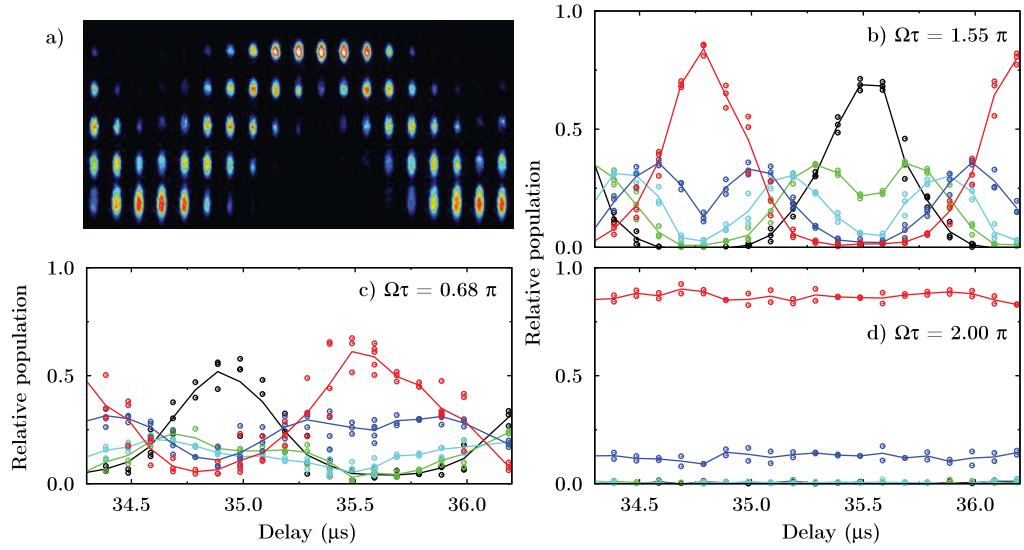 a)
b) Ωτ = 1.55 π
1.0
0.5
0.0
Relative population
c) Ωτ = 0.68 π
1.0
0.5
0.0
Relative population
34.5 35.0 35.5 36.0
Delay (μs)
d) Ωτ = 2.00 π
1.0
0.5
0.0
34.5 35.0 35.5 36.0
Delay (μs)